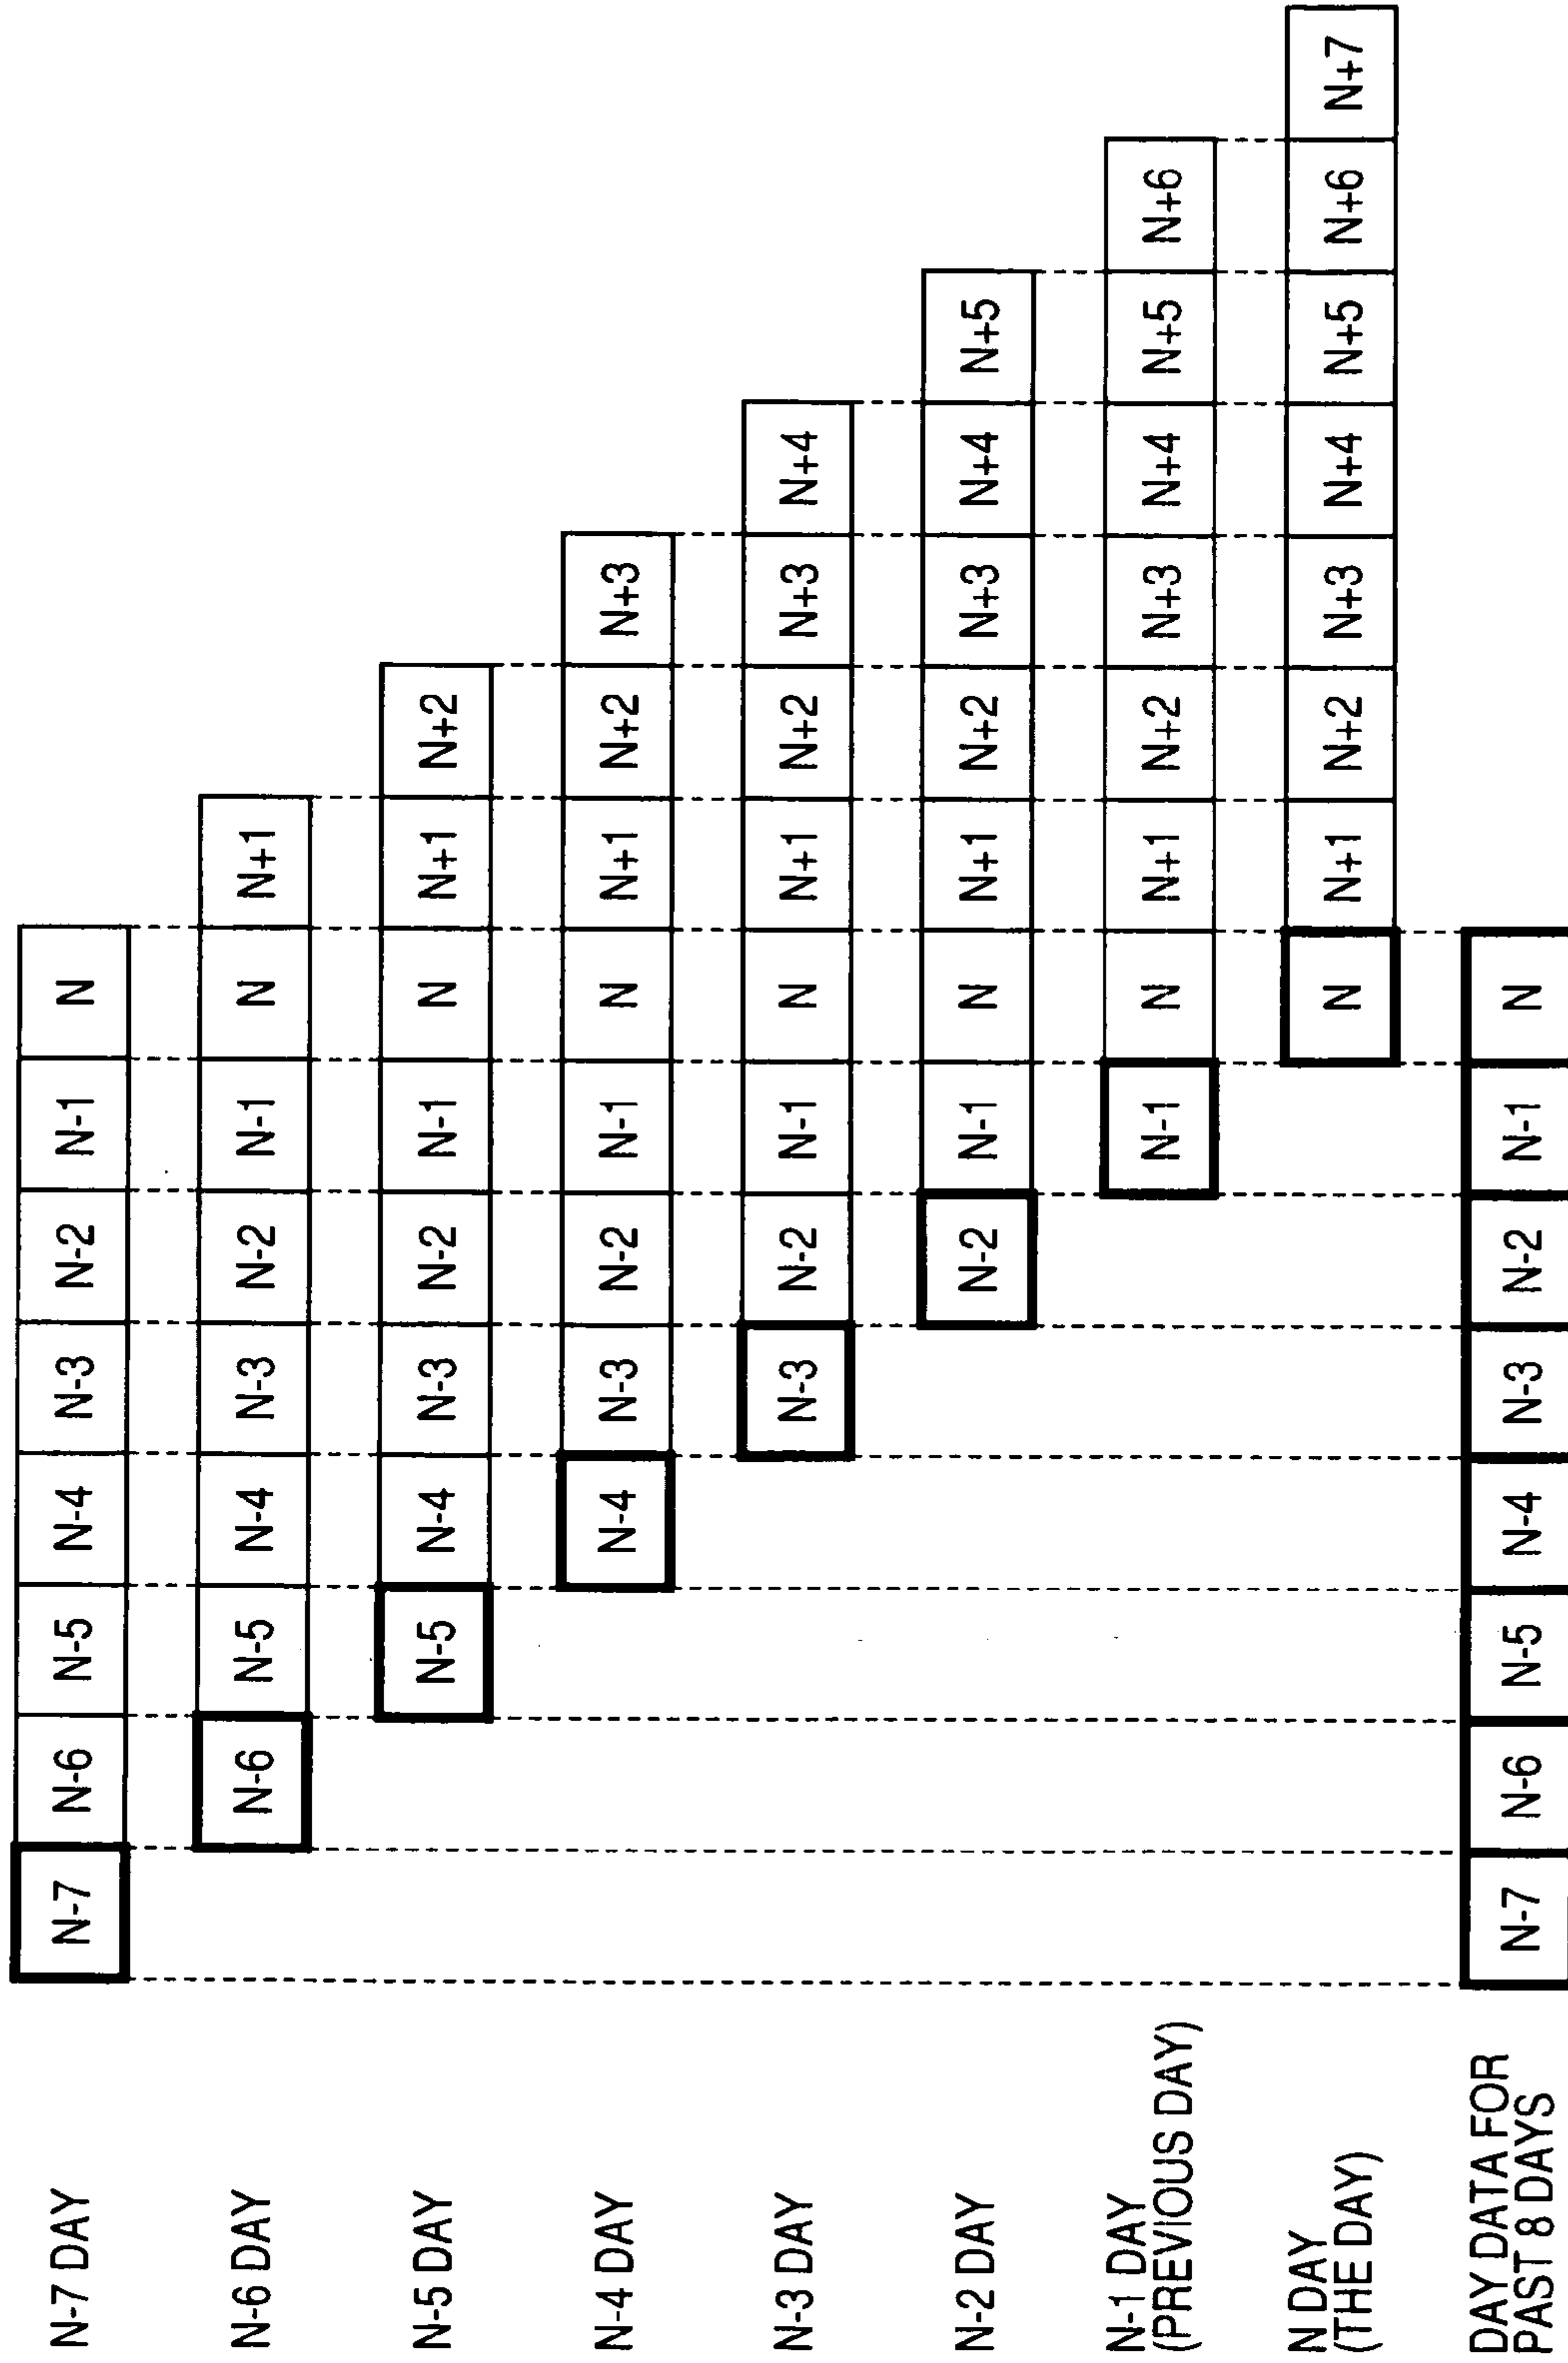 N-7 DAY
N-7 N-6 N-5 N-4 N-3 N-2 N-1 N
N-6 DAY
N-6 N-5 N-4 N-3 N-2 N-1 N N+1
N-5 DAY
N-5 N-4 N-3 N-2 N-1 N N+1 N+2
N-4 DAY
N-4 N-3 N-2 N-1 N N+1 N+2 N+3
N-3 DAY
N-3 N-2 N-1 N N+1 N+2 N+3 N+4
N-2 DAY
N-2 N-1 N+1 N N+1 N+2 N+3 N+4 N+5
N-1 DAY
(PREVIOUS DAY)
N-1 N N+1 N+2 N+3 N+4 N+5 N+6
N DAY
(THE DAY)
N N+1 N+2 N+3 N+4 N+5 N+6 N+7
DAY DATA FOR
PAST 8 DAYS
N-7 N-6 N-5 N-4 N-3 N-2 N-1 N